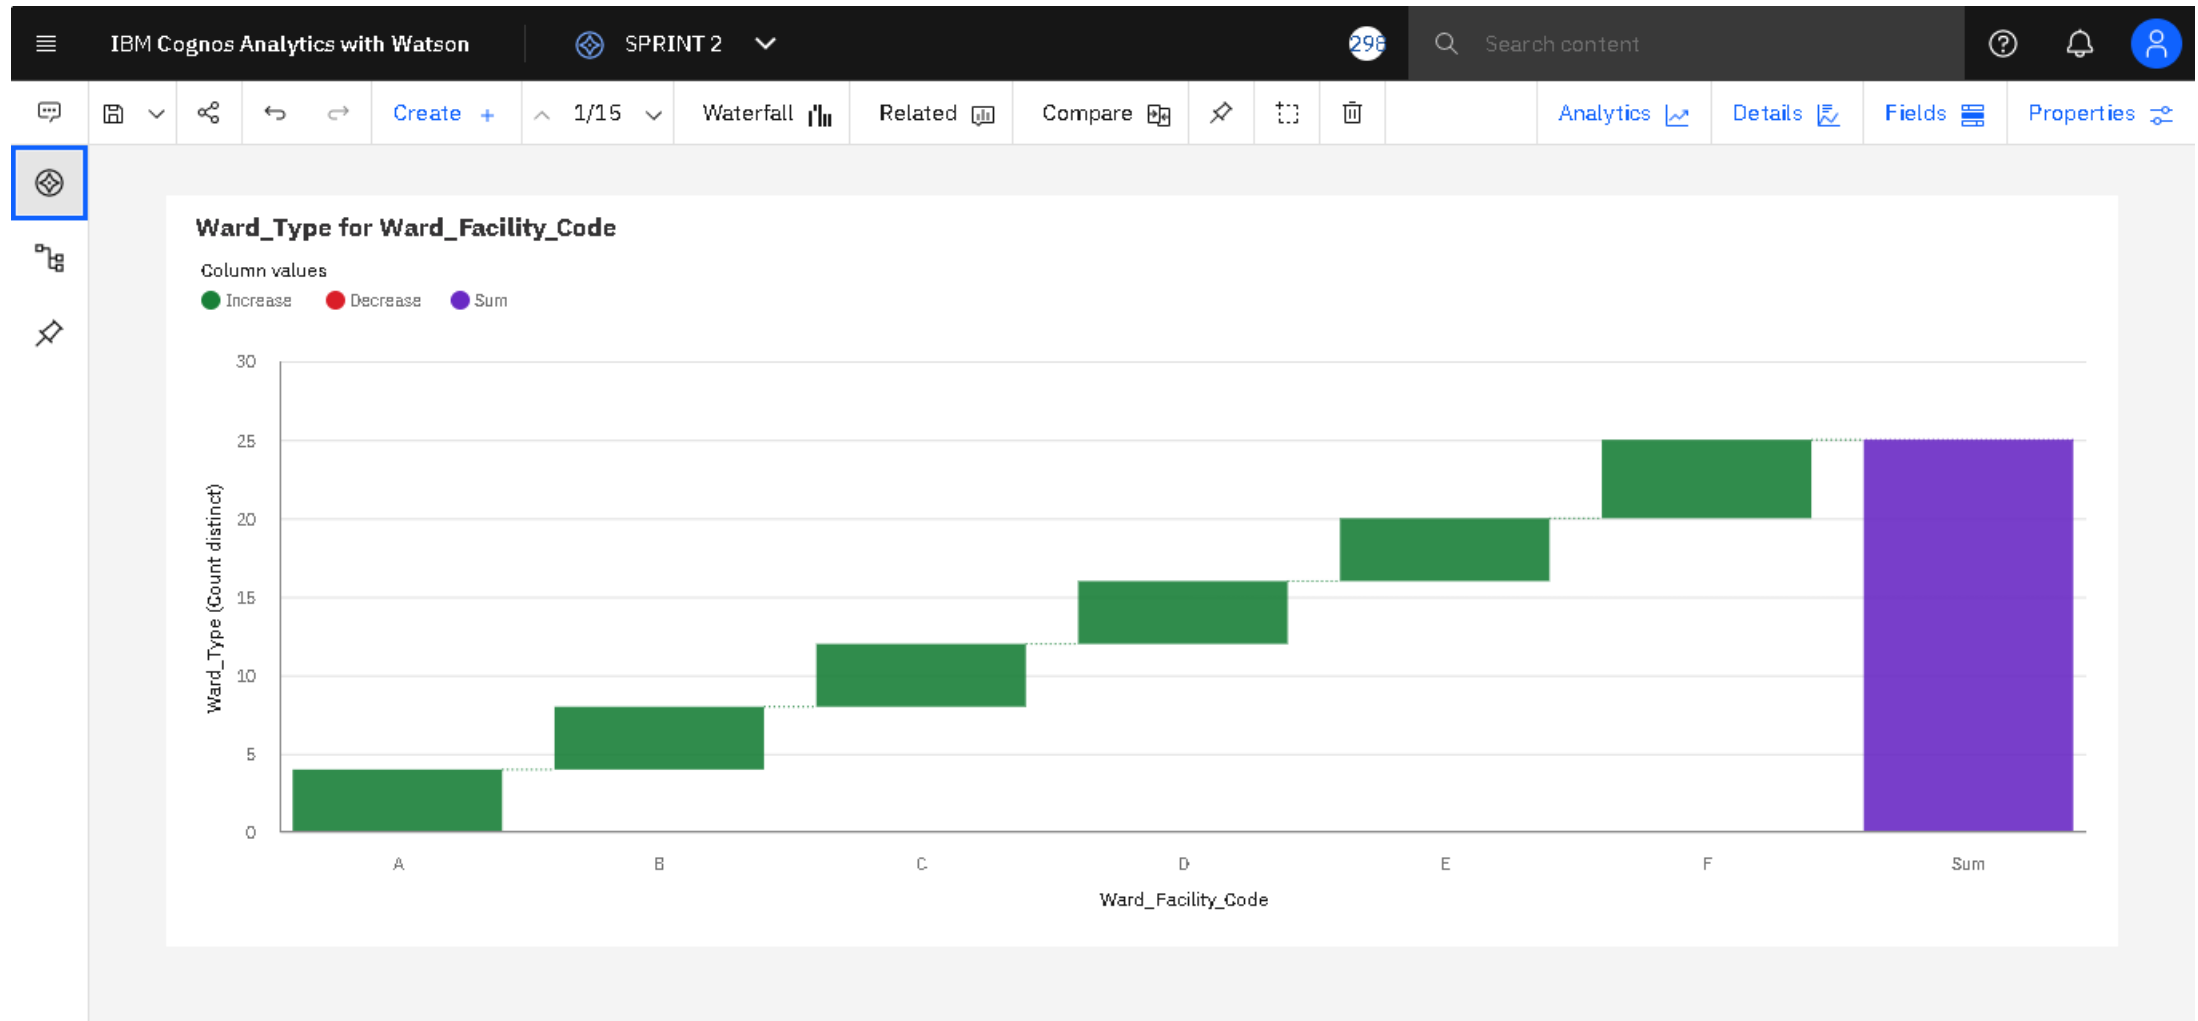 IBM Cognos Analytics with Watson
SPRINT 2
298
Search content
Create +
1/15
Waterfall
Related
Compare
Analytics
Details
Fields
Properties
Ward_Type for Ward_Facility_Code
Column values
Increase
Decrease
Sum
30
25
20
15
10
5
0
Ward_Type (Count distinct)
A
B
C
D
E
F
Sum
Ward_Facility_Code